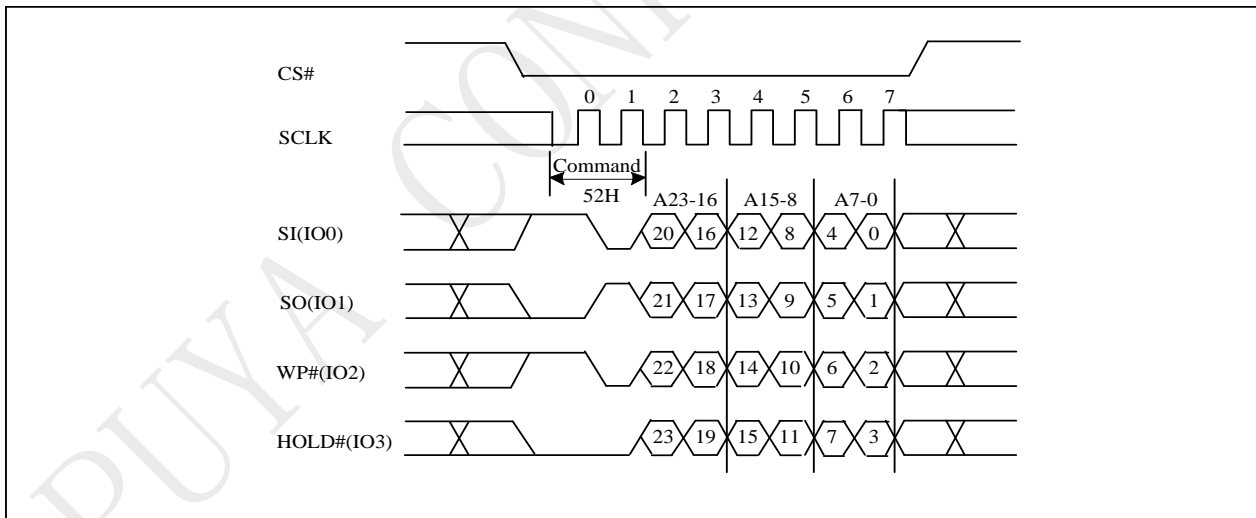 CS#
0 1 2 3 4 5 6 7
SCLK
Command
52H
A23-16 A15-8 A7-0
SI(IO0) 20 16 12 8 4 0
SO(IO1) 21 17 13 9 5 1
WP#(IO2) 22 18 14 10 6 2
HOLD#(IO3) 23 19 15 11 7 3
PUYA CON